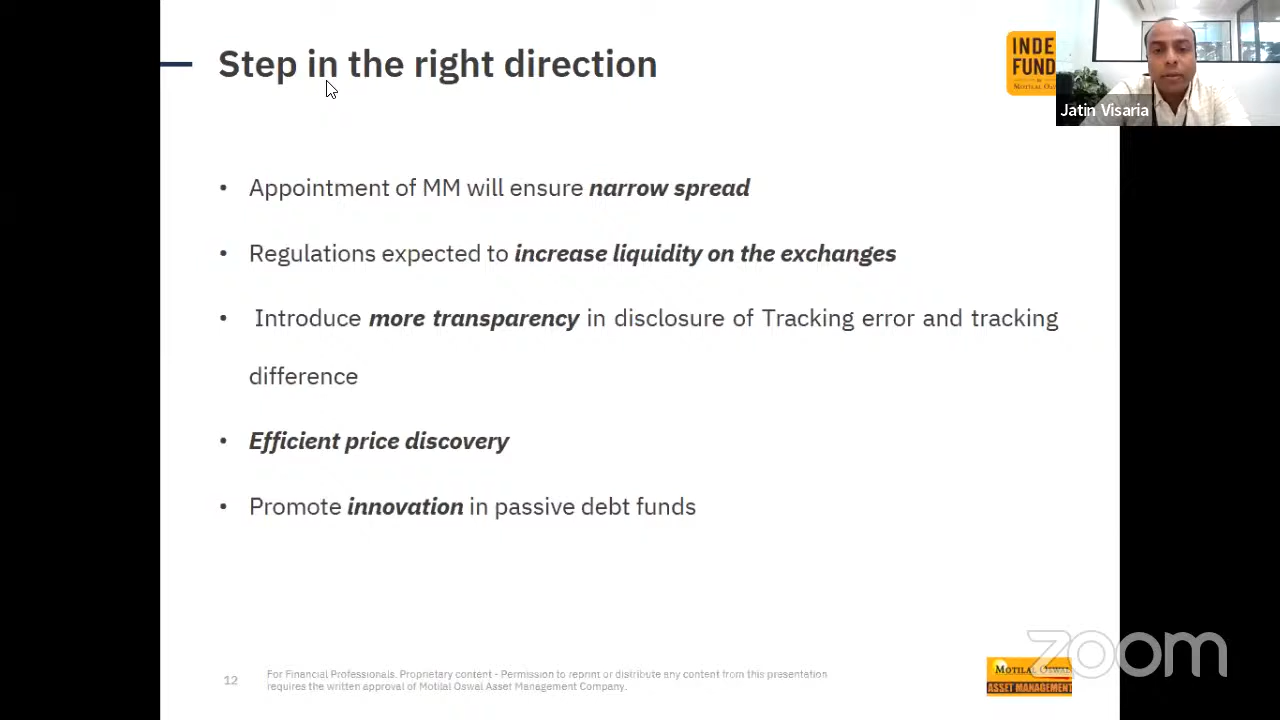 Step in the right direction
INDE
FUND
Jatin Visaria
• Appointment of MM will ensure narrow spread
• Regulations expected to increase liquidity on the exchanges
• Introduce more transparency in disclosure of Tracking error and tracking
difference
• Efficient price discovery
• Promote innovation in passive debt funds
12
For Financial Professionals. Proprietary content - Permission to reprint or distribute any content from this presentation
requires the written approval of Motilal Oswal Asset Management Company.
MOTILAL OSWAL
ASSET MANAGEMENT
zoom